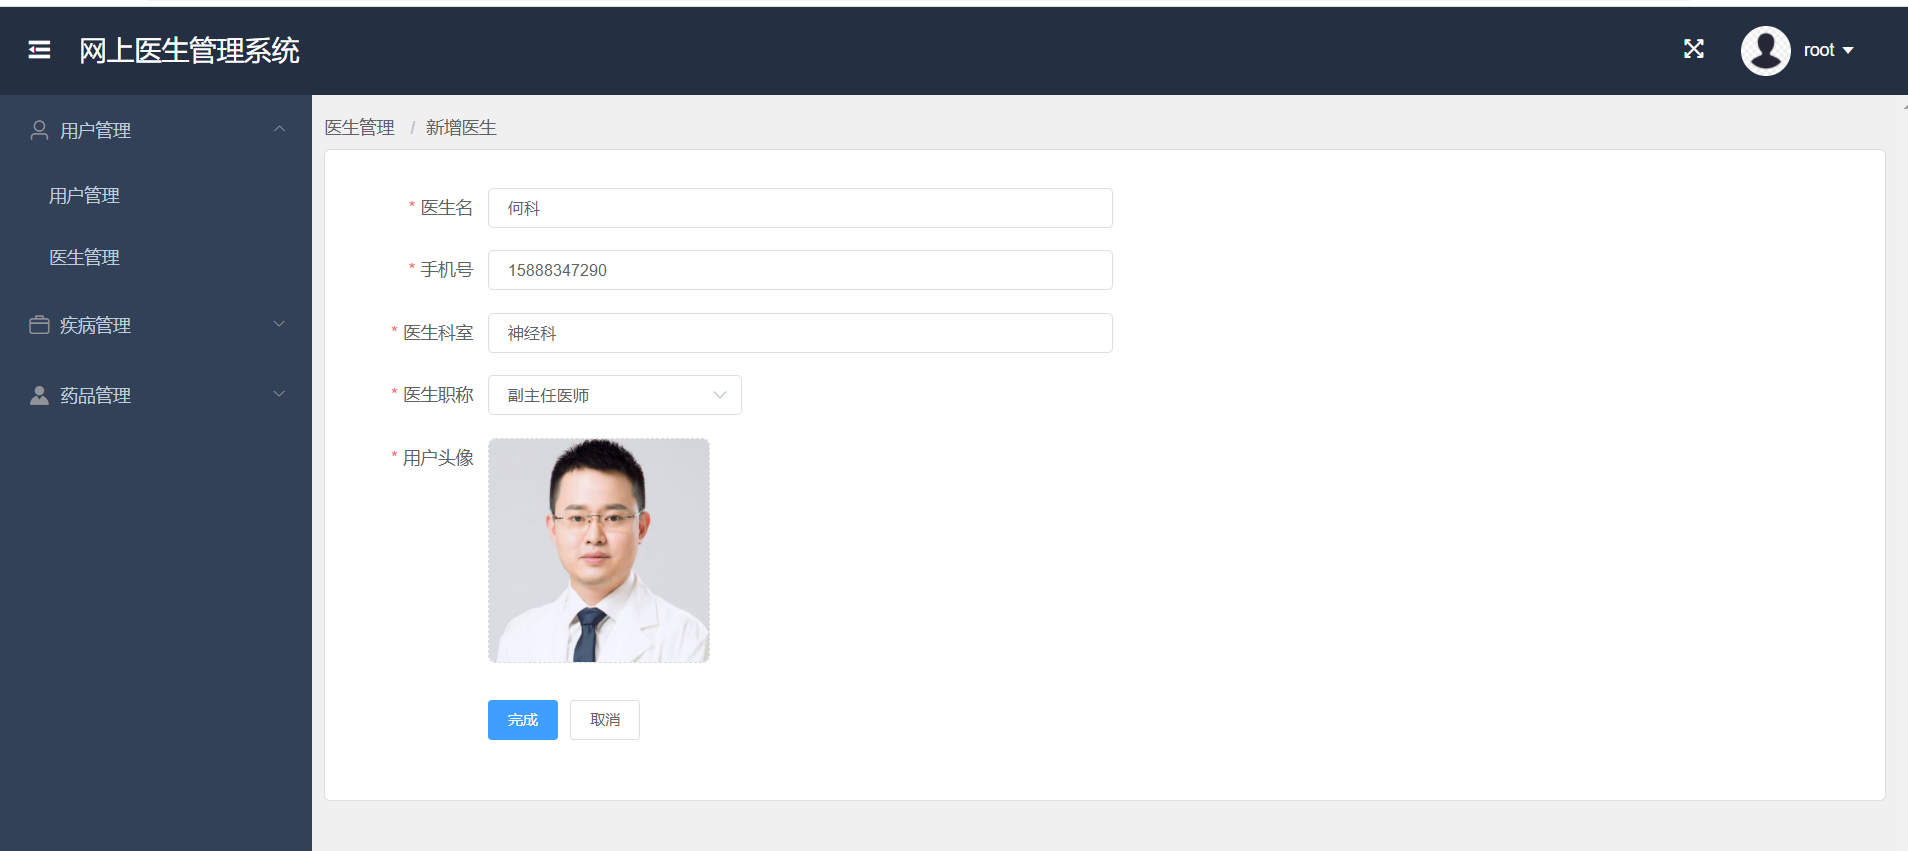 网上医生管理系统
root
用户管理
用户管理
医生管理
疾病管理
药品管理
医生管理 / 新增医生
* 医生名 何科
* 手机号 15888347290
* 医生科室 神经科
* 医生职称 副主任医师
* 用户头像
完成 取消